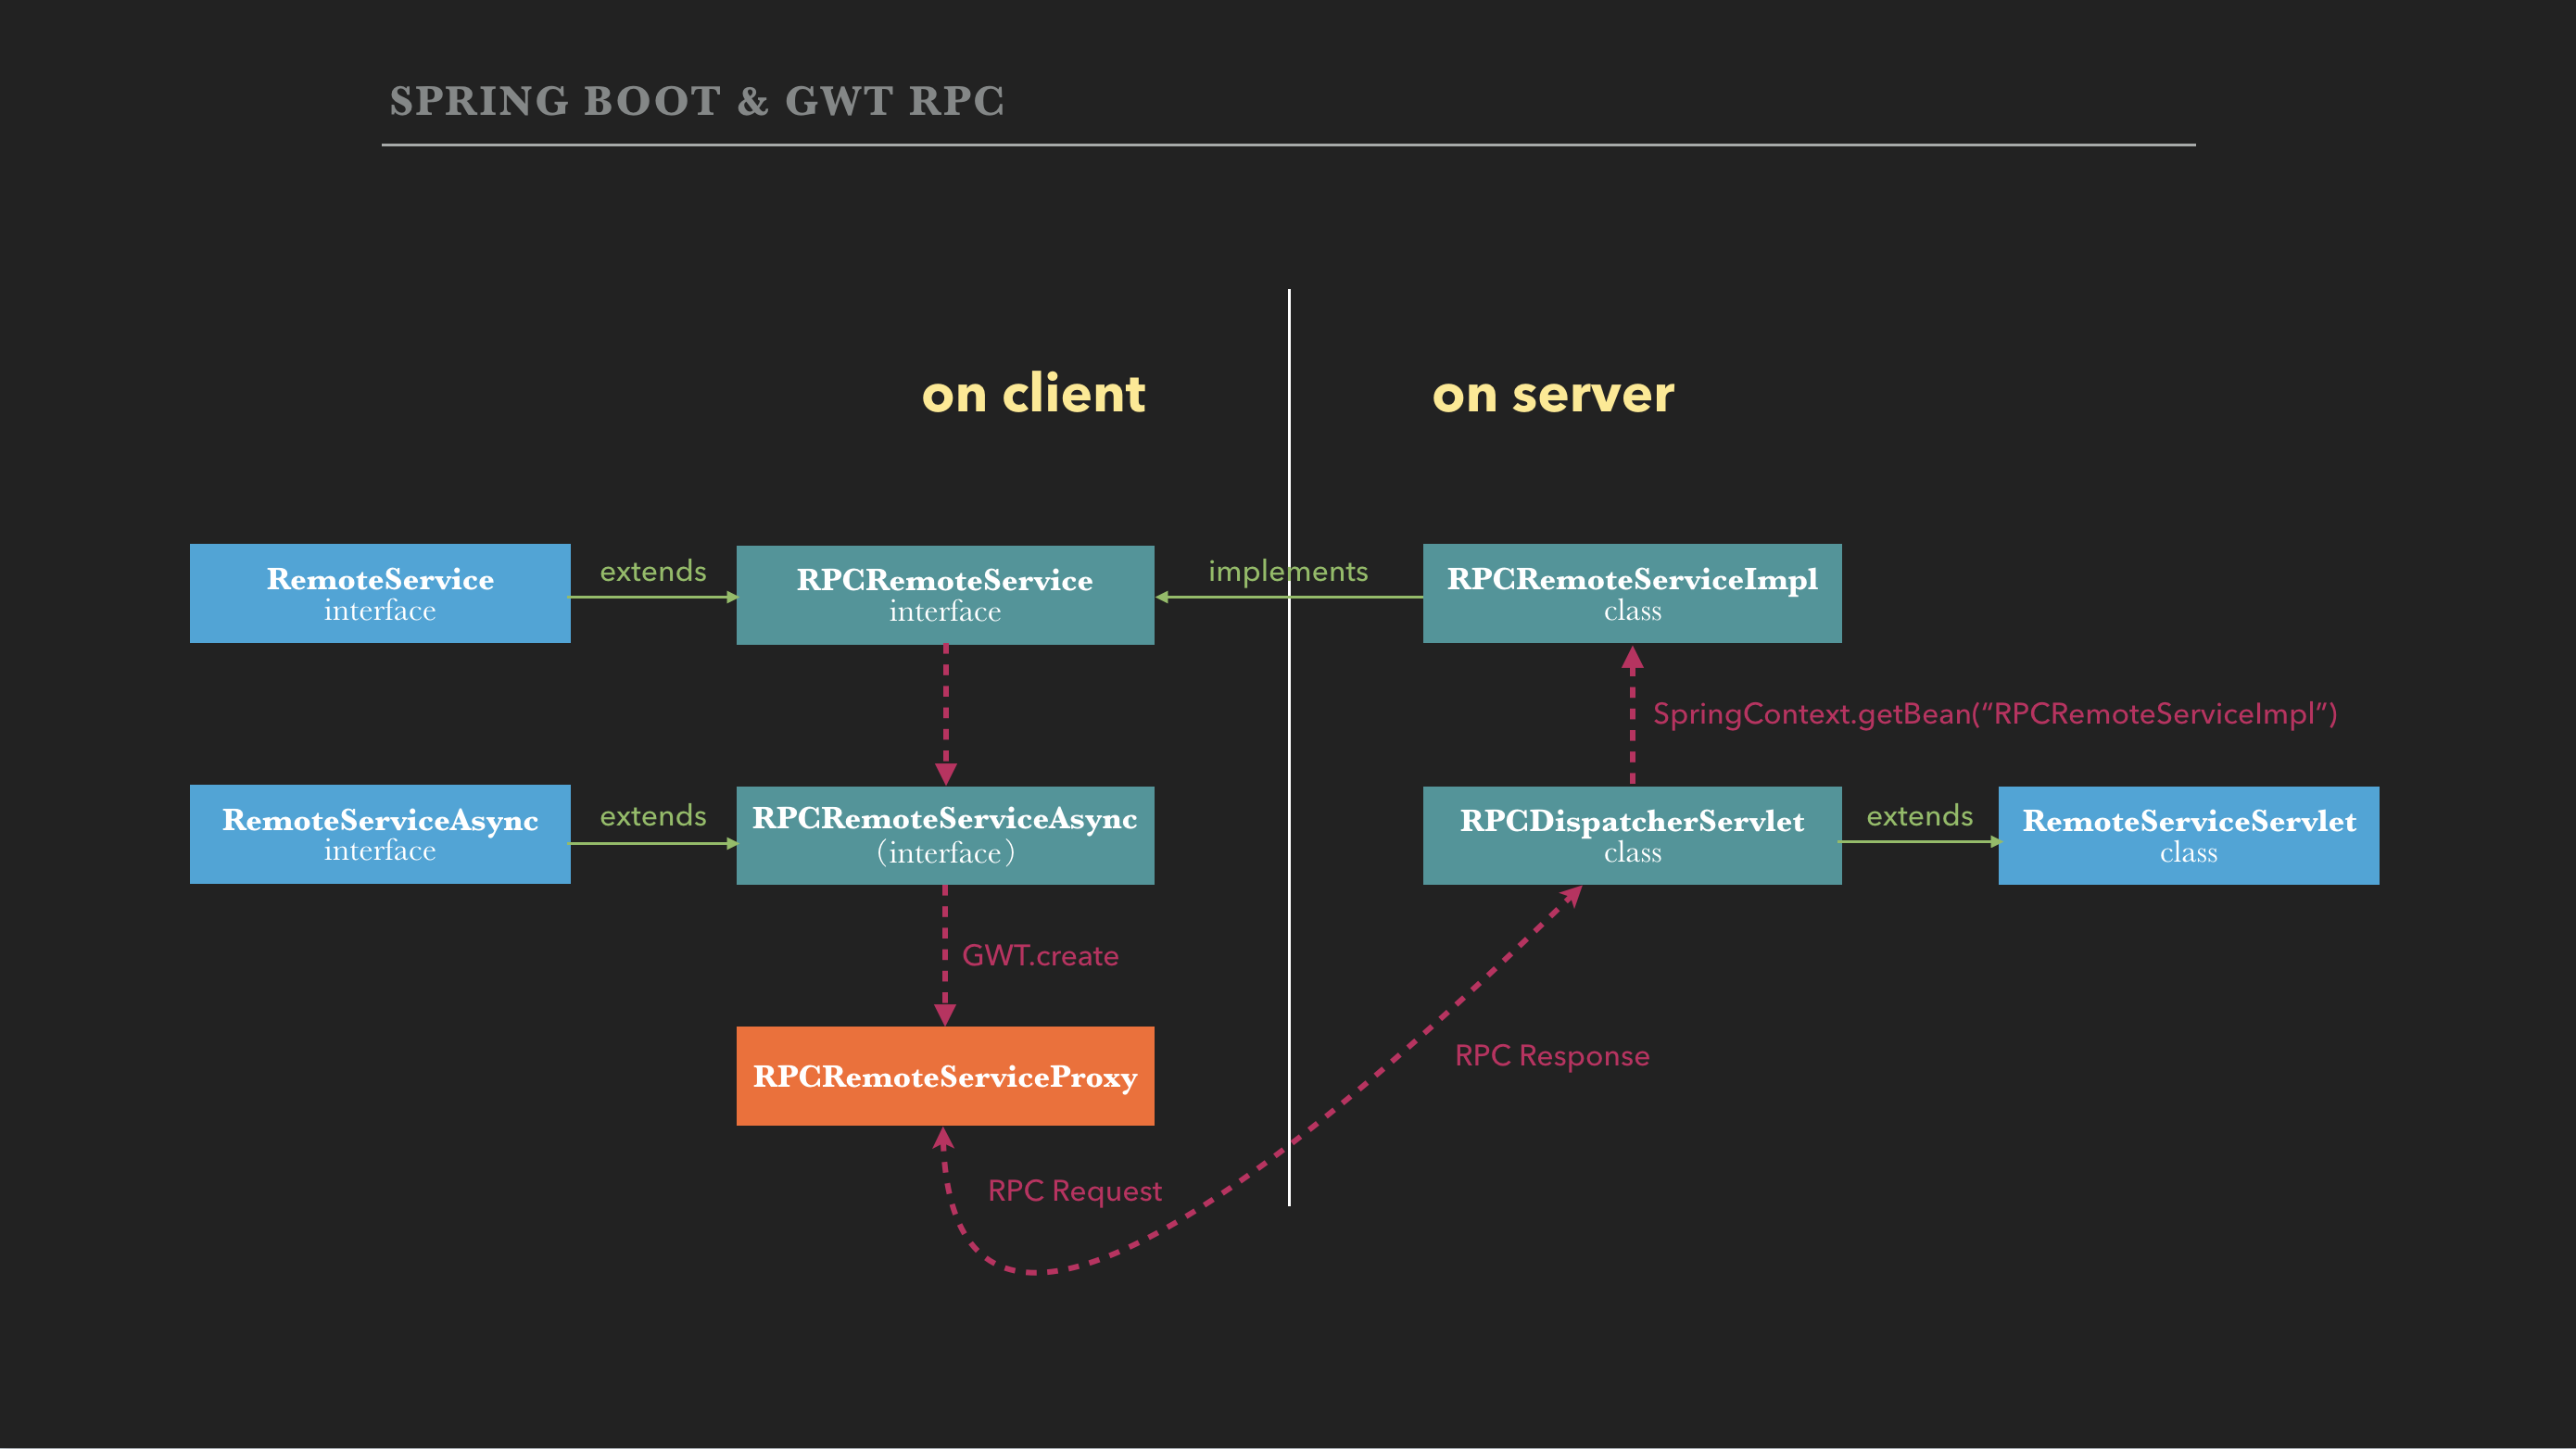 SPRING BOOT & GWT RPC
on client
on server
RemoteService
interface
extends
RPCRemoteService
interface
implements
RPCRemoteServiceImpl
class
SpringContext.getBean(“RPCRemoteServiceImpl”)
RemoteServiceAsync
interface
extends
RPCRemoteServiceAsync
（interface）
RPCDispatcherServlet
class
extends
RemoteServiceServlet
class
GWT.create
RPCRemoteServiceProxy
RPC Response
RPC Request